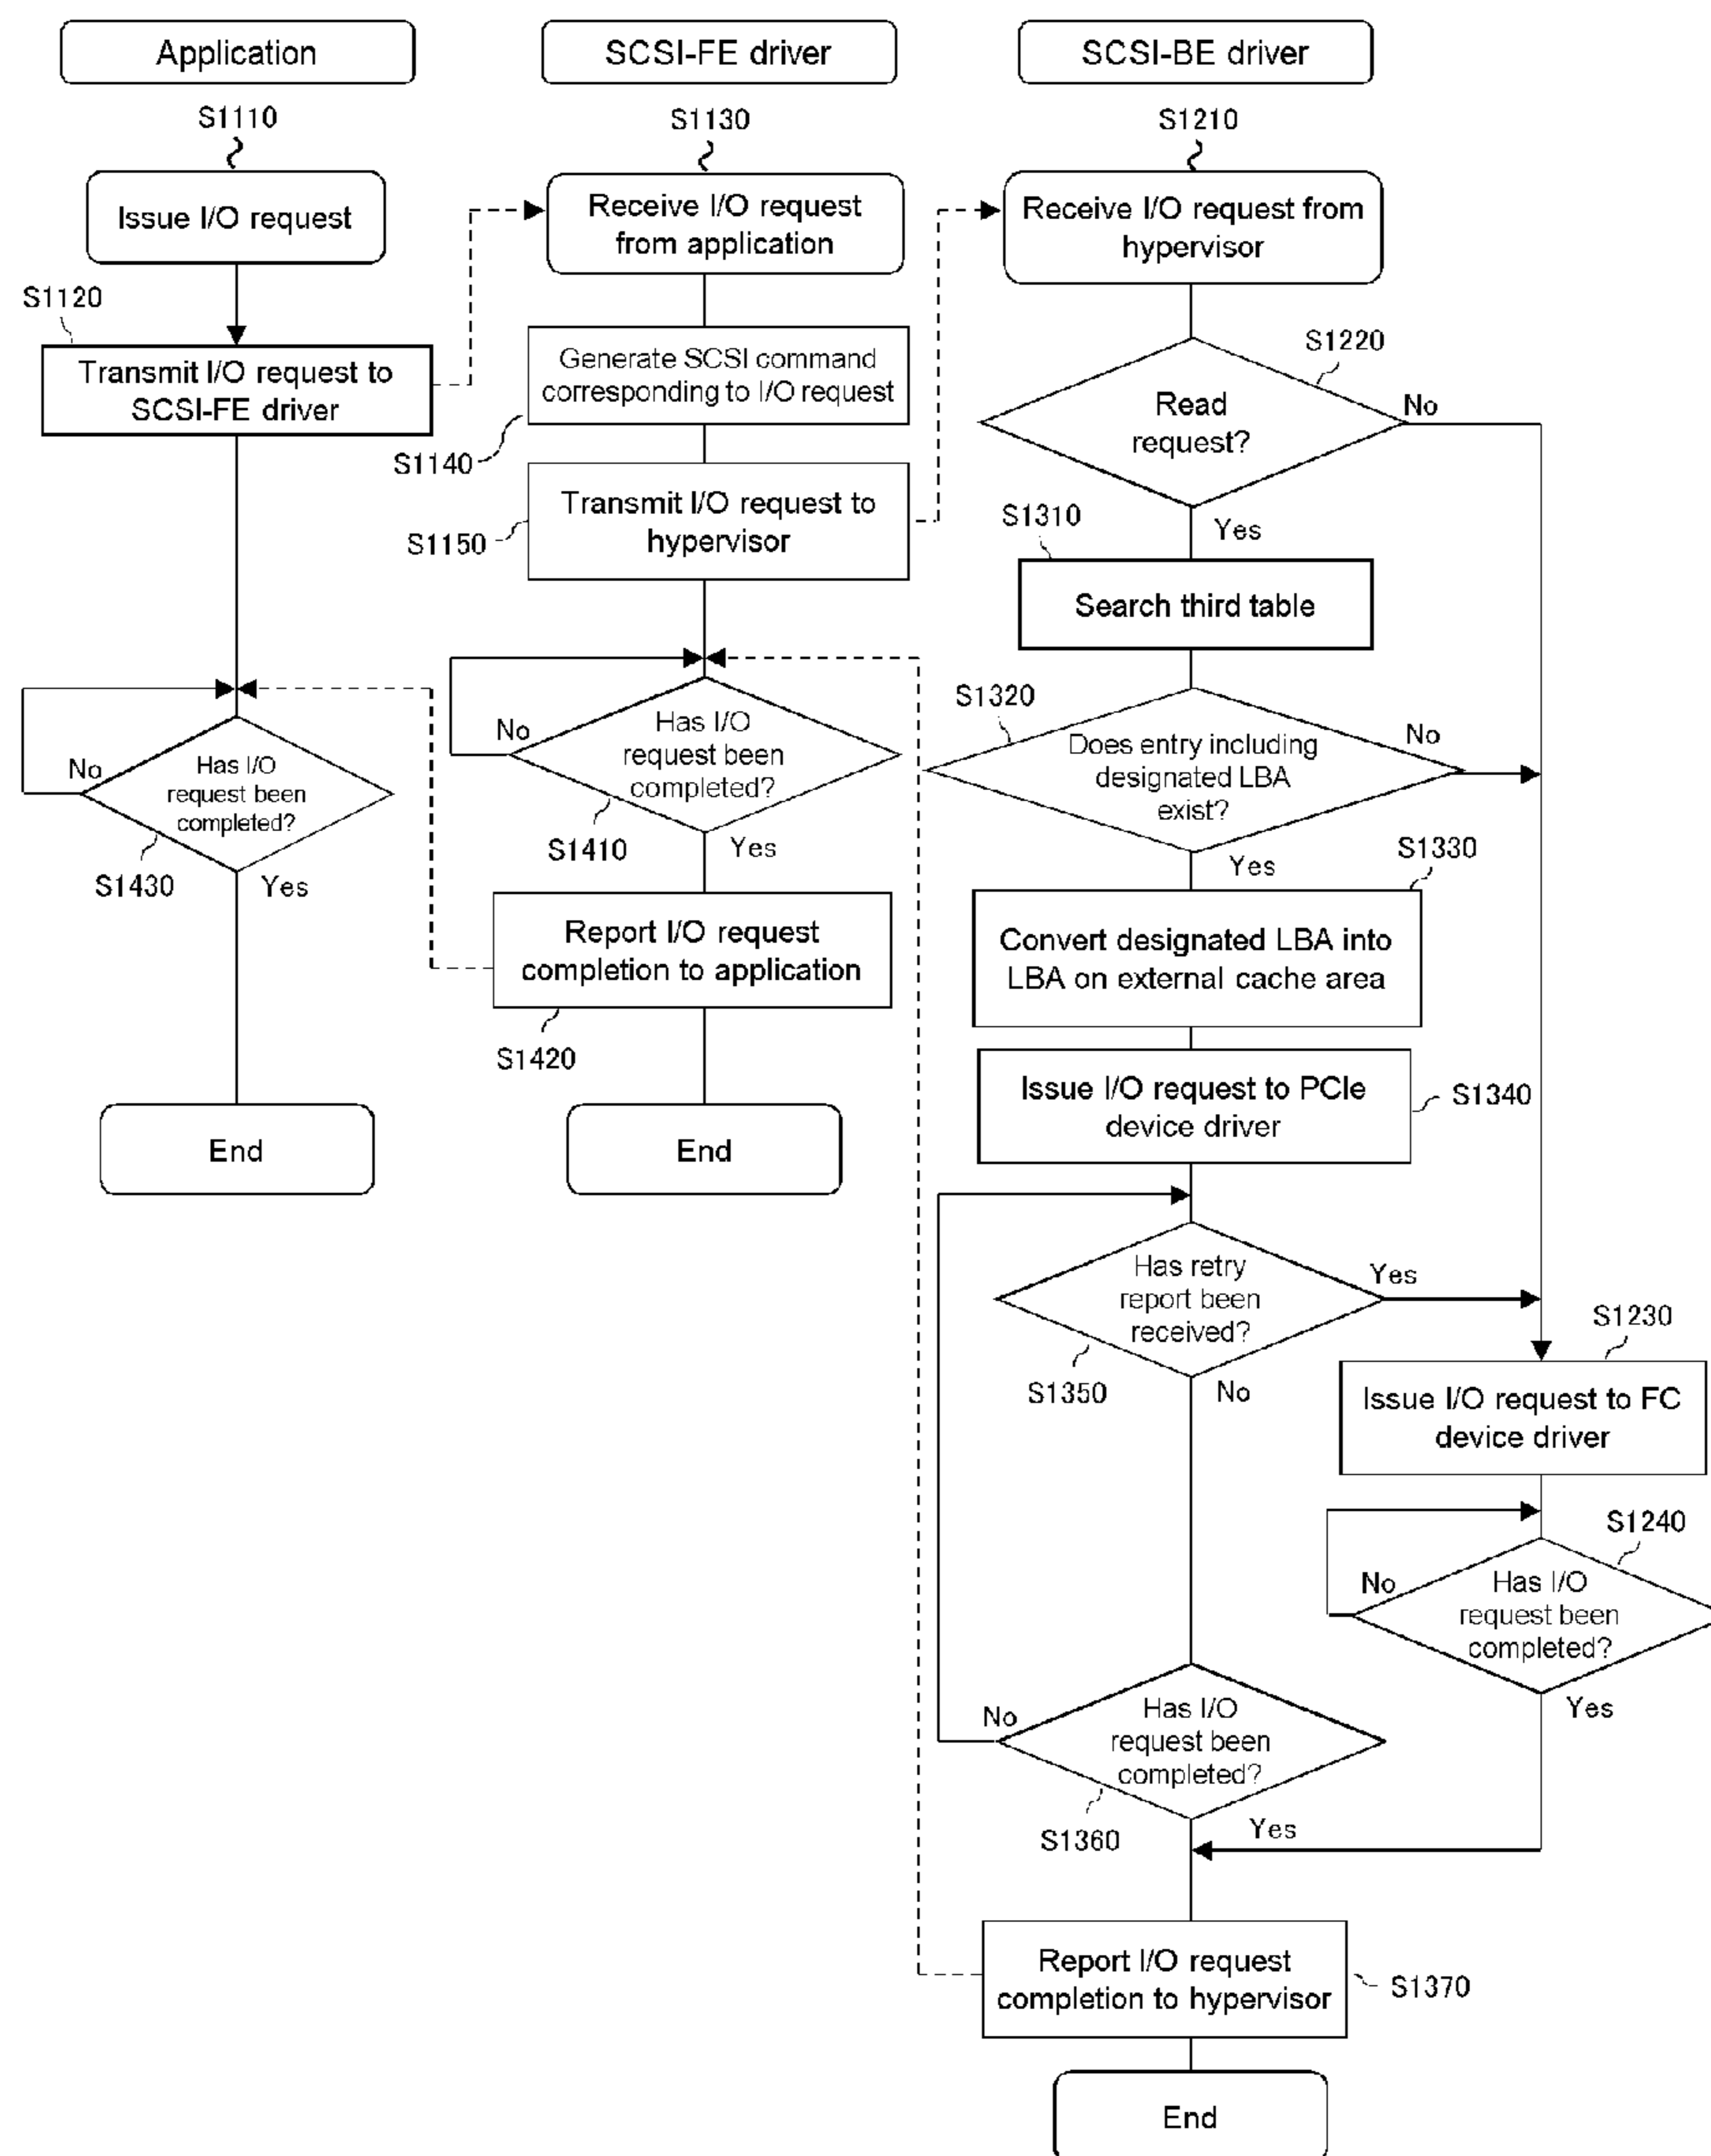 Application
SCSI-FE driver
SCSI-BE driver
S1110
S1130
S1210
Issue I/O request
Receive I/O request
from application
Receive I/O request from
hypervisor
S1120
Transmit I/O request to
SCSI-FE driver
Generate SCSI command
corresponding to I/O request
S1140
S1220
Read
request?
No
Yes
Transmit I/O request to
hypervisor
S1150
S1310
Search third table
S1320
Does entry including
designated LBA
exist?
No
Yes
Has I/O
request been
completed?
No
S1410
Yes
Has I/O
request been
completed?
No
S1430
Yes
S1330
Convert designated LBA into
LBA on external cache area
Report I/O request
completion to application
S1420
Issue I/O request to PCIe
device driver
S1340
End
End
Has retry
report been
received?
Yes
S1350
No
S1230
Issue I/O request to FC
device driver
S1240
Has I/O
request been
completed?
No
Yes
Has I/O
request been
completed?
No
S1360
Yes
Report I/O request
completion to hypervisor
S1370
End